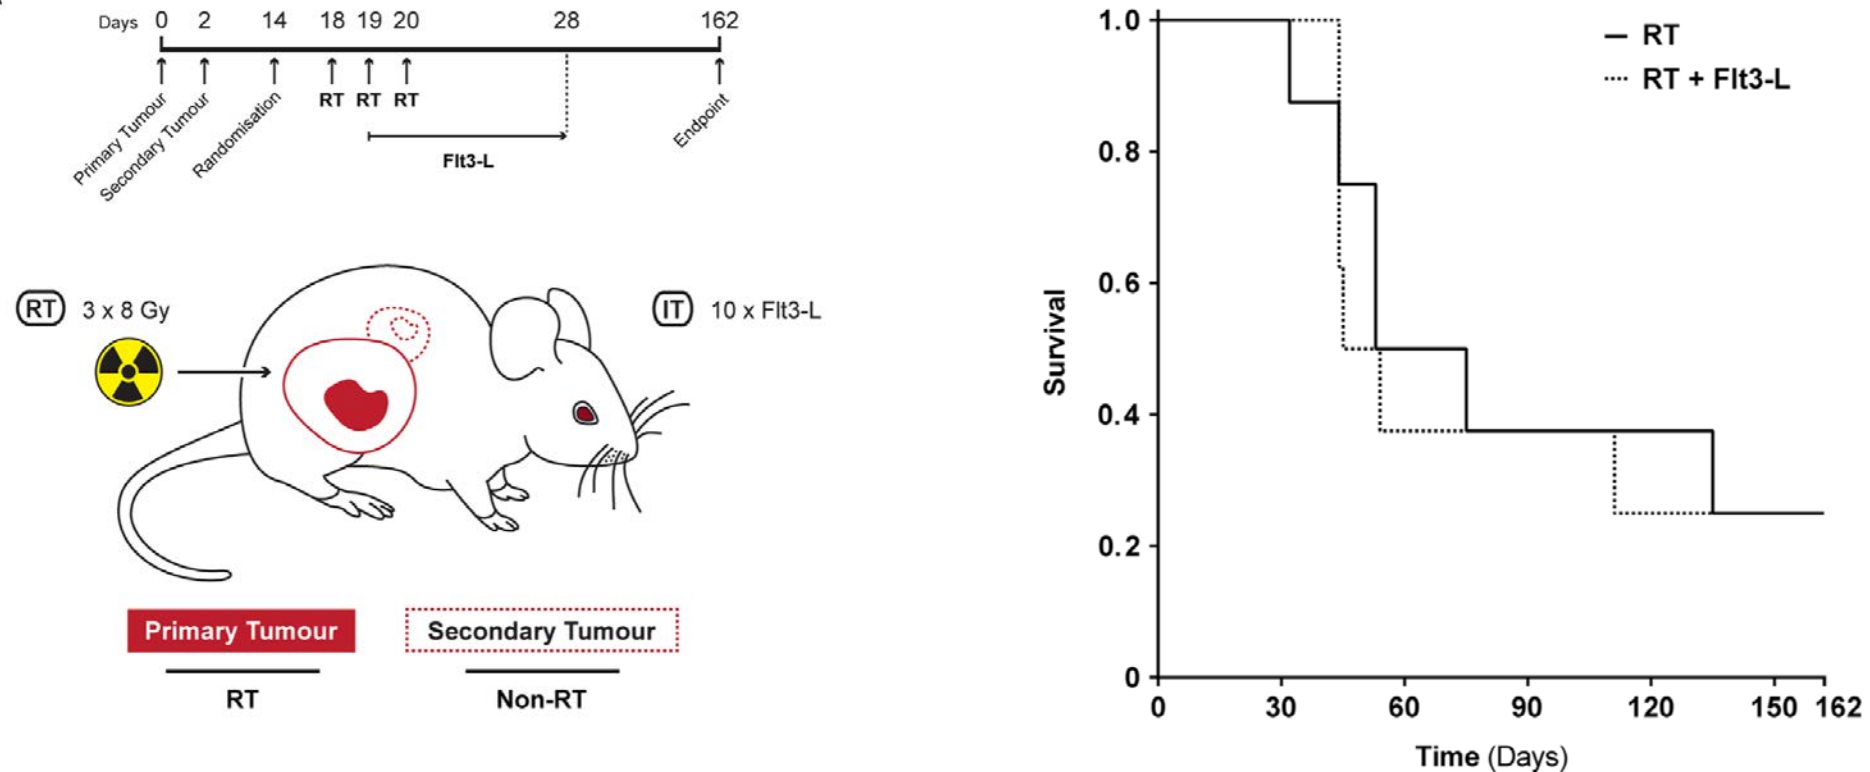 Days 0 2 14 18 19 20 28 162
Primary Tumour
Secondary Tumour
Randomisation
RT RT RT
Flt3-L
Endpoint
RT 3 x 8 Gy
IT 10 x Flt3-L
Primary Tumour
RT
Secondary Tumour
Non-RT
RT
RT + Flt3-L
Survival
1.0
0.8
0.6
0.4
0.2
0
0 30 60 90 120 150 162
Time (Days)